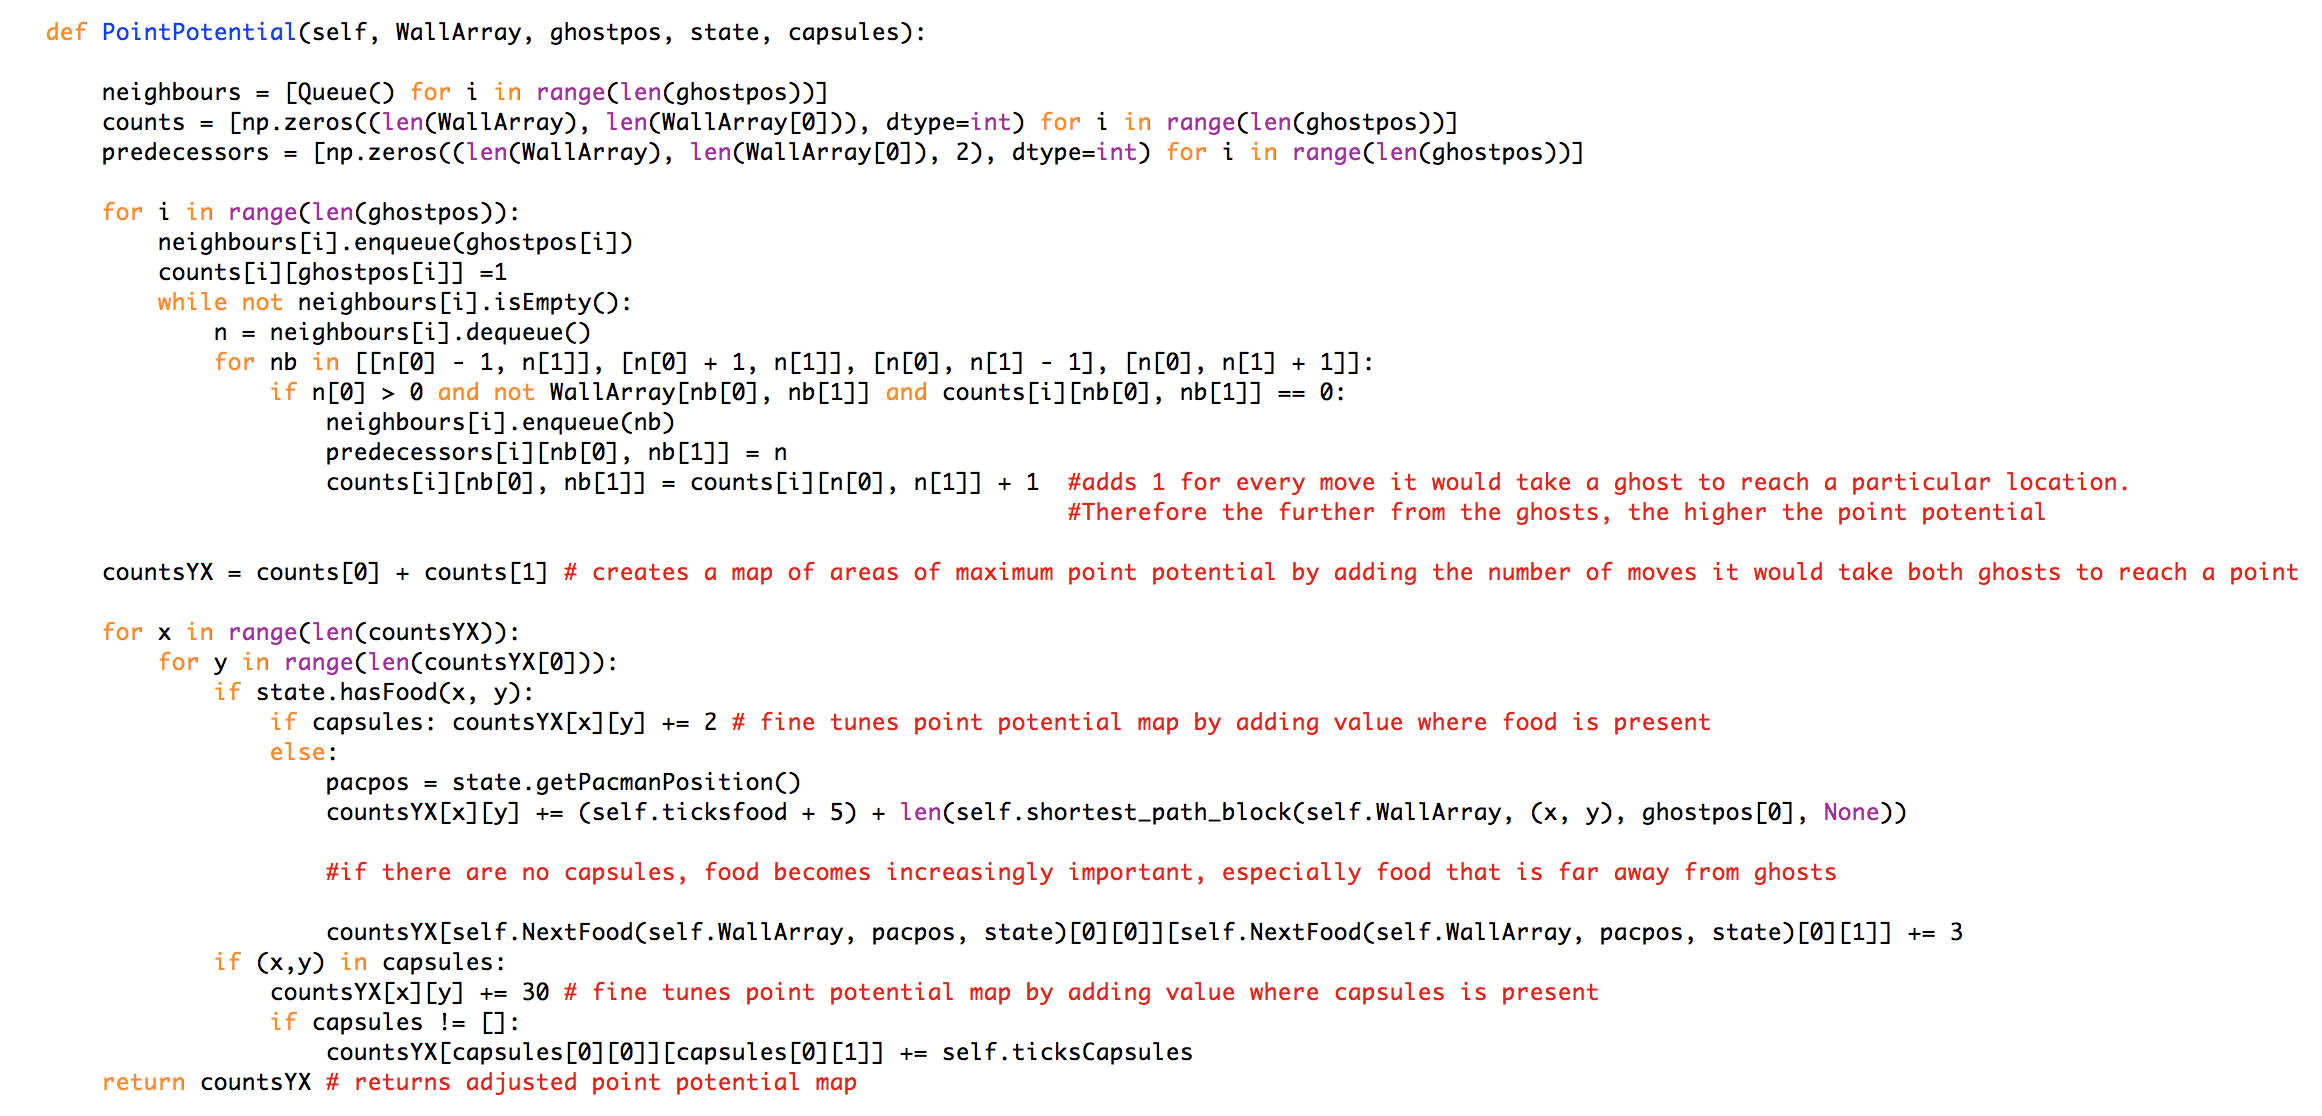 def PointPotential(self, WallArray, ghostpos, state, capsules):
neighbours = [Queue() for i in range(len(ghostpos))]
counts = [np.zeros((len(WallArray), len(WallArray[0])), dtype=int) for i in range(len(ghostpos))]
predecessors = [np.zeros((len(WallArray), len(WallArray[0]), 2), dtype=int) for i in range(len(ghostpos))]
for i in range(len(ghostpos)):
neighbours[i].enqueue(ghostpos[i])
counts[i][ghostpos[i]] =1
while not neighbours[i].isEmpty():
n = neighbours[i].dequeue()
for nb in [[n[0] - 1, n[1]], [n[0] + 1, n[1]], [n[0], n[1] - 1], [n[0], n[1] + 1]]:
if n[0] > 0 and not WallArray[nb[0], nb[1]] and counts[i][nb[0], nb[1]] == 0:
neighbours[i].enqueue(nb)
predecessors[i][nb[0], nb[1]] = n
counts[i][nb[0], nb[1]] = counts[i][n[0], n[1]] + 1  #adds 1 for every move it would take a ghost to reach a particular location.
#Therefore the further from the ghosts, the higher the point potential
countsYX = counts[0] + counts[1] # creates a map of areas of maximum point potential by adding the number of moves it would take both ghosts to reach a point
for x in range(len(countsYX)):
for y in range(len(countsYX[0])):
if state.hasFood(x, y):
if capsules: countsYX[x][y] += 2 # fine tunes point potential map by adding value where food is present
else:
pacpos = state.getPacmanPosition()
countsYX[x][y] += (self.ticksfood + 5) + len(self.shortest_path_block(self.WallArray, (x, y), ghostpos[0], None))
#if there are no capsules, food becomes increasingly important, especially food that is far away from ghosts
countsYX[self.NextFood(self.WallArray, pacpos, state)[0][0]][self.NextFood(self.WallArray, pacpos, state)[0][1]] += 3
if (x,y) in capsules:
countsYX[x][y] += 30 # fine tunes point potential map by adding value where capsules is present
if capsules != []:
countsYX[capsules[0][0]][capsules[0][1]] += self.ticksCapsules
return countsYX # returns adjusted point potential map